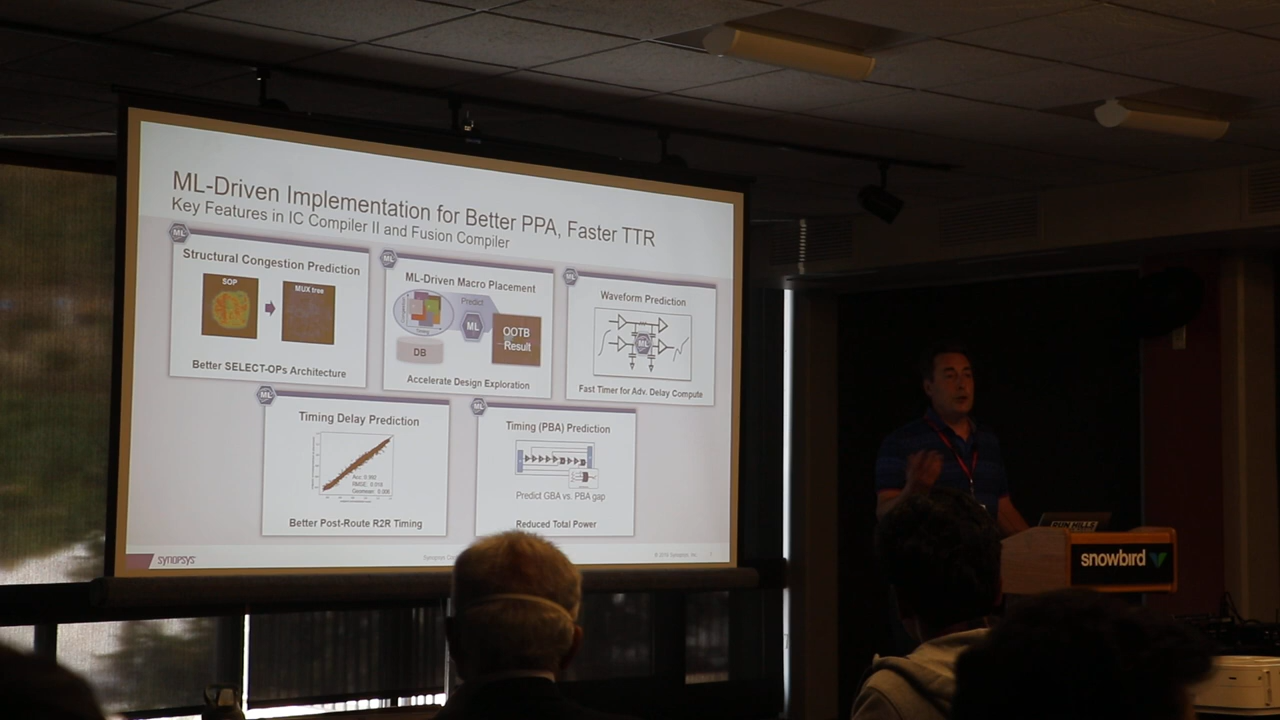 ML-Driven Implementation for Better PPA, Faster TTR
Key Features in IC Compiler II and Fusion Compiler
ML
Structural Congestion Prediction
SOP
MUX tree
Better SELECT-OPs Architecture
ML
ML-Driven Macro Placement
Predict
ML
DB
OOTB
Result
Accelerate Design Exploration
ML
Waveform Prediction
ML
Fast Timer for Adv. Delay Compute
ML
Timing Delay Prediction
Better Post-Route R2R Timing
ML
Timing (PBA) Prediction
Predict GBA vs. PBA gap
Reduced Total Power
SYNOPSYS
RON HILLS
snowbird